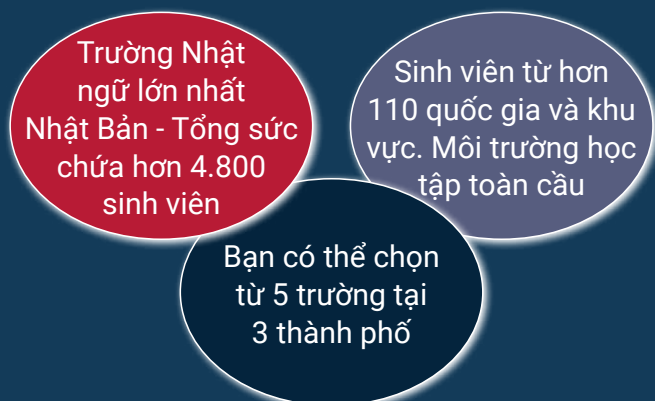 Trường Nhật
ngữ lớn nhất
Nhật Bản - Tổng sức
chứa hơn 4.800
sinh viên
Sinh viên từ hơn
110 quốc gia và khu
vực. Môi trường học
tập toàn cầu
Bạn có thể chọn
từ 5 trường tại
3 thành phố